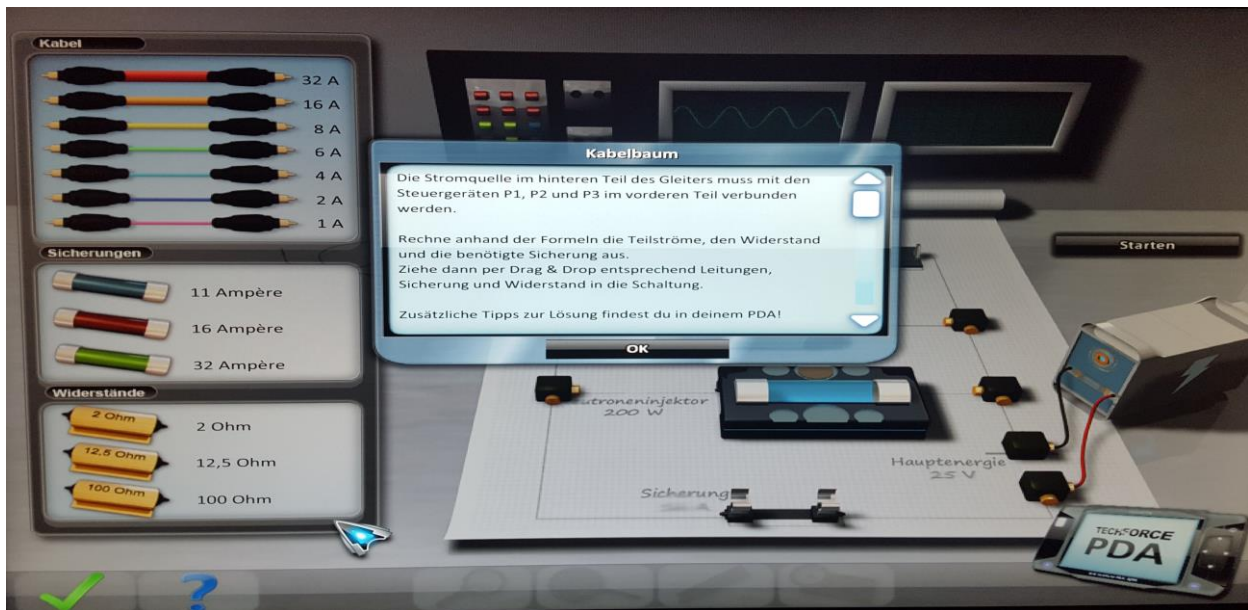 Kabel
32 A
16 A
8 A
6 A
4 A
2 A
1 A
Sicherungen
11 Ampère
16 Ampère
32 Ampère
Widerstände
2 Ohm
2 Ohm
12,5 Ohm
12,5 Ohm
100 Ohm
100 Ohm
Kabelbaum
Die Stromquelle im hinteren Teil des Gleiters muss mit den
Steuergeräten P1, P2 und P3 im vorderen Teil verbunden
werden.
Rechne anhand der Formeln die Teilströme, den Widerstand
und die benötigte Sicherung aus.
Ziehe dann per Drag & Drop entsprechend Leitungen,
Sicherung und Widerstand in die Schaltung.
Zusätzliche Tipps zur Lösung findest du in deinem PDA!
OK
Starten
utroneninjektor
200 W
Hauptenergie
25 V
Sicherung
TECHFORCE
PDA